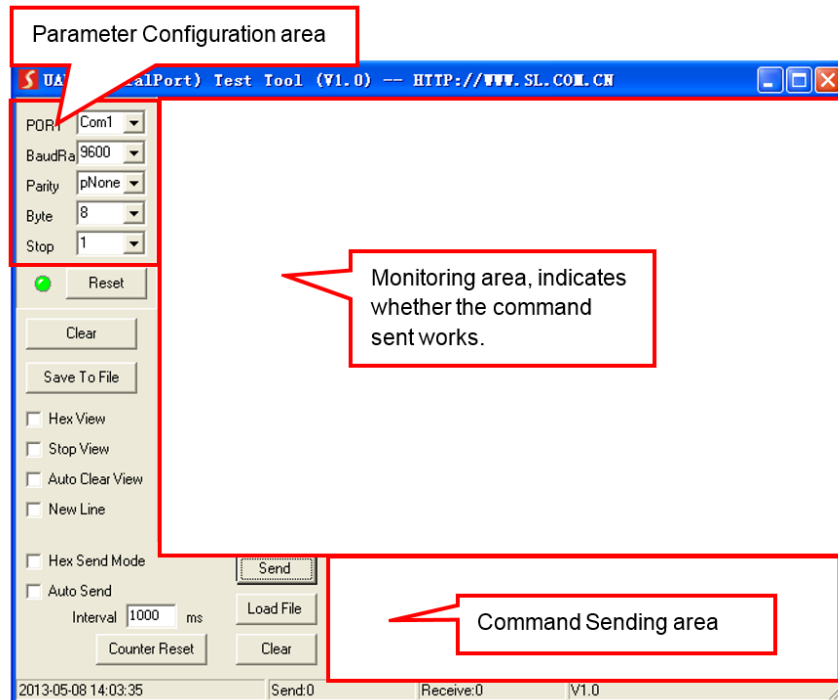 Parameter Configuration area
alPort) Test Tool (V1.0) -- HTTP://WWW.SL.COM.CN
PORT Com1
BaudRa 9600
Parity pNone
Byte 8
Stop 1
Reset
Monitoring area, indicates
whether the command
sent works.
Clear
Save To File
Hex View
Stop View
Auto Clear View
New Line
Hex Send Mode
Send
Auto Send
Interval 1000 ms
Load File
Command Sending area
Counter Reset
Clear
2013-05-08 14:03:35 Send:0 Receive:0 V1.0